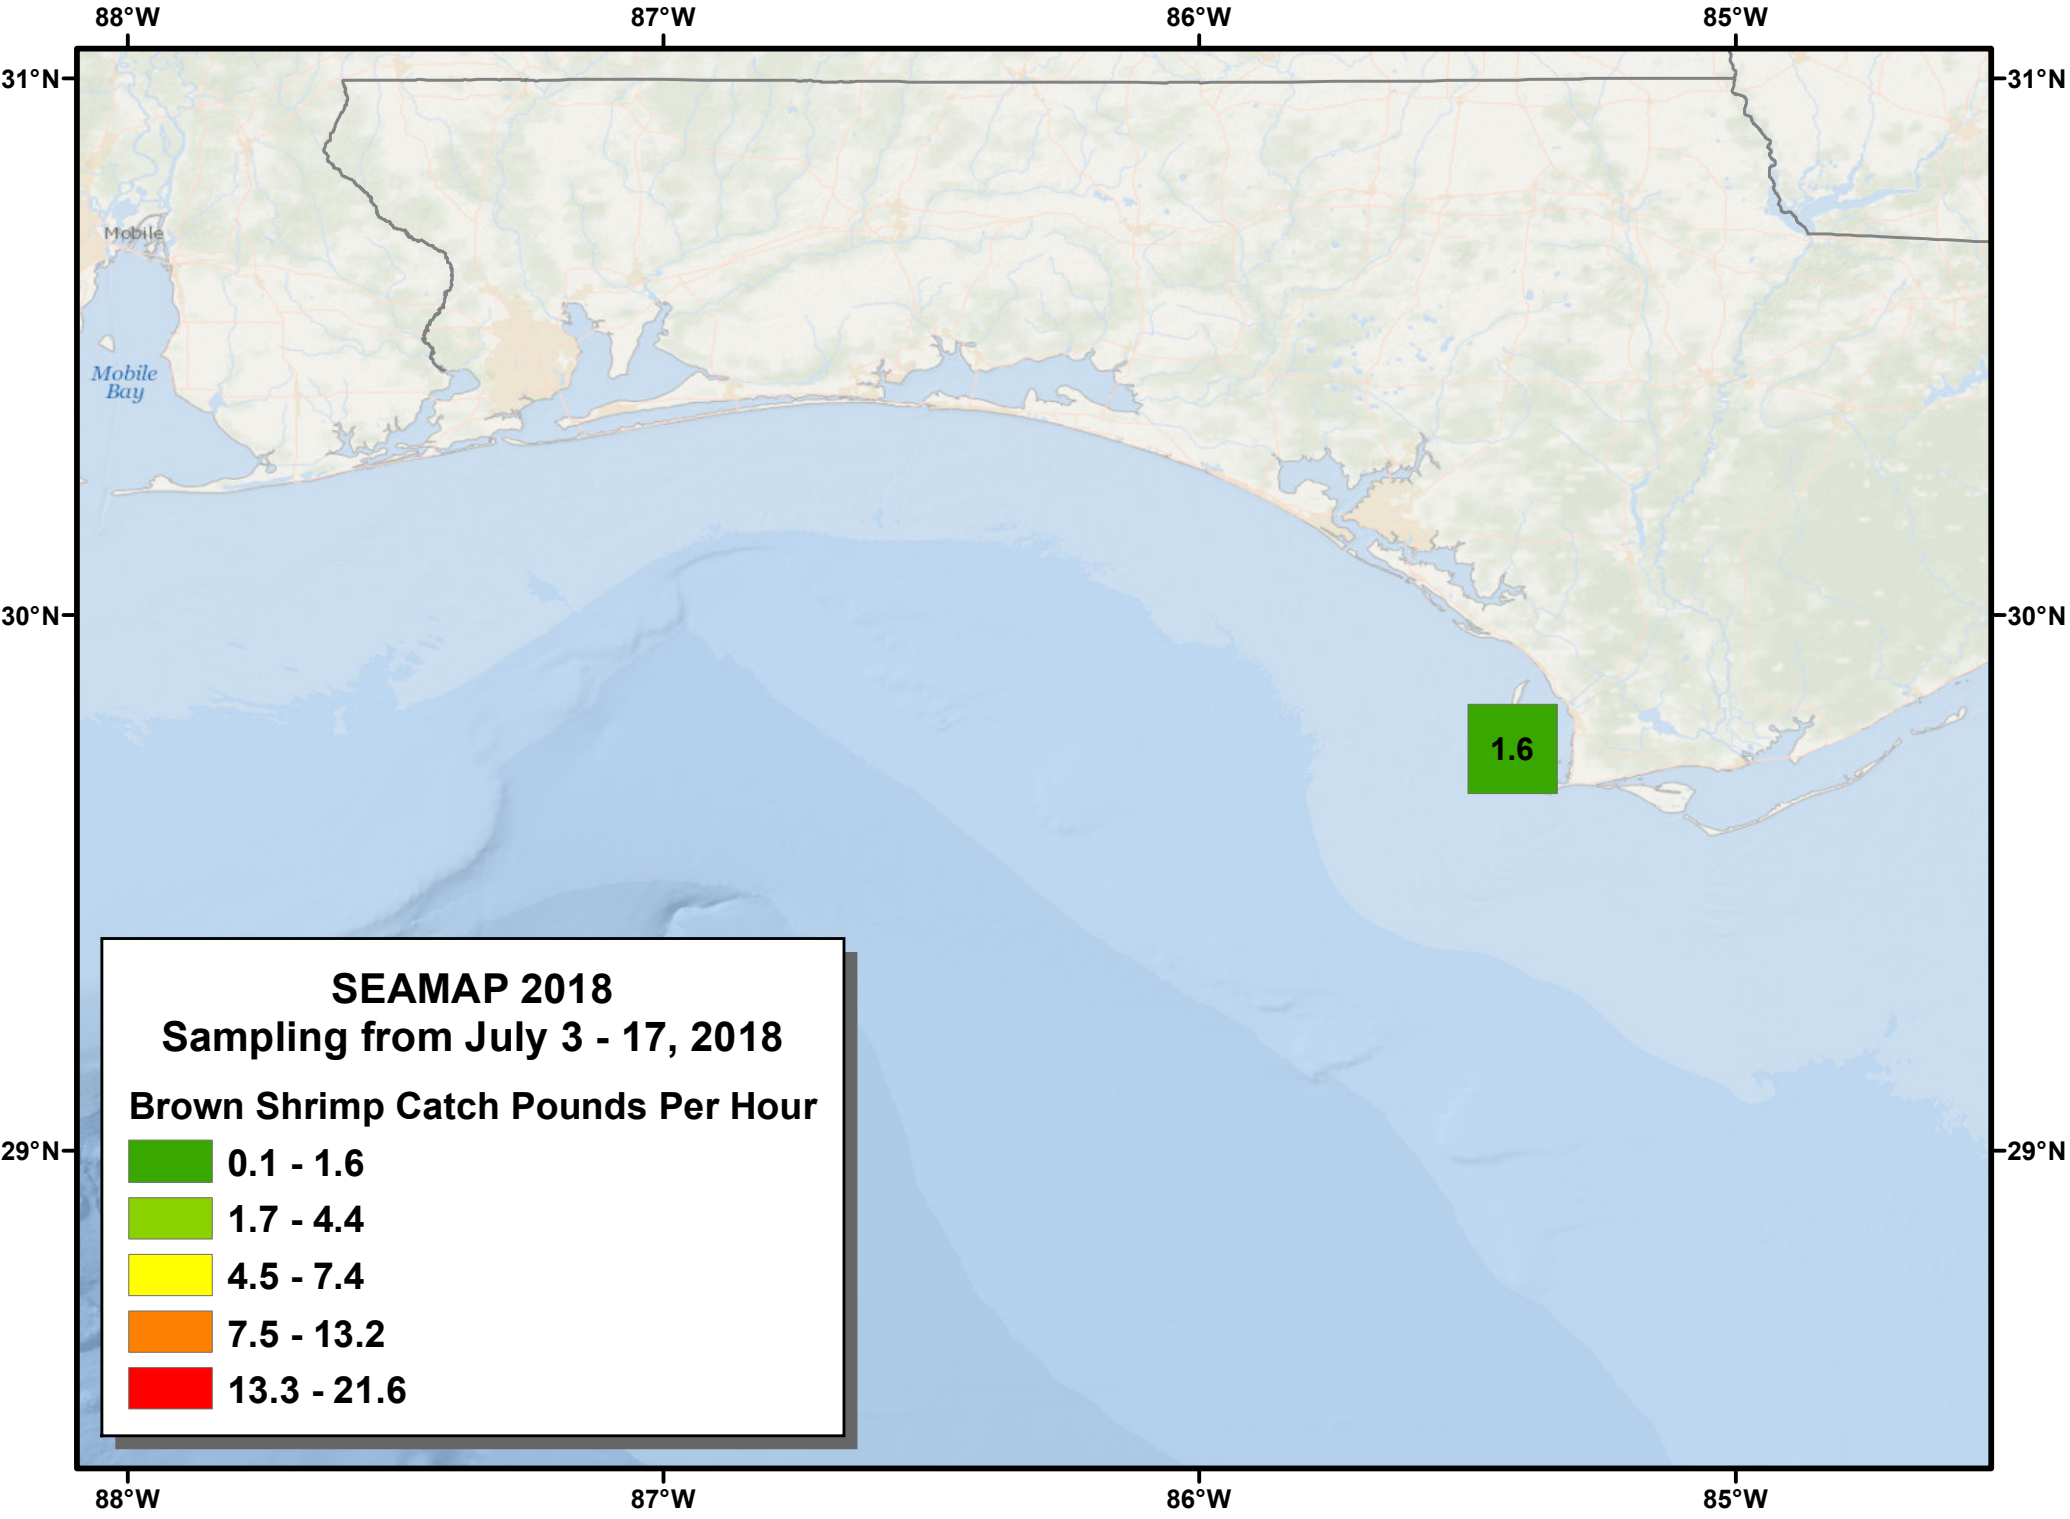 88°W 87°W 86°W 85°W
31°N 31°N
Mobile
Mobile
Bay
30°N 30°N
1.6
SEAMAP 2018
Sampling from July 3 - 17, 2018
Brown Shrimp Catch Pounds Per Hour
29°N 29°N
0.1 - 1.6
1.7 - 4.4
4.5 - 7.4
7.5 - 13.2
13.3 - 21.6
88°W 87°W 86°W 85°W